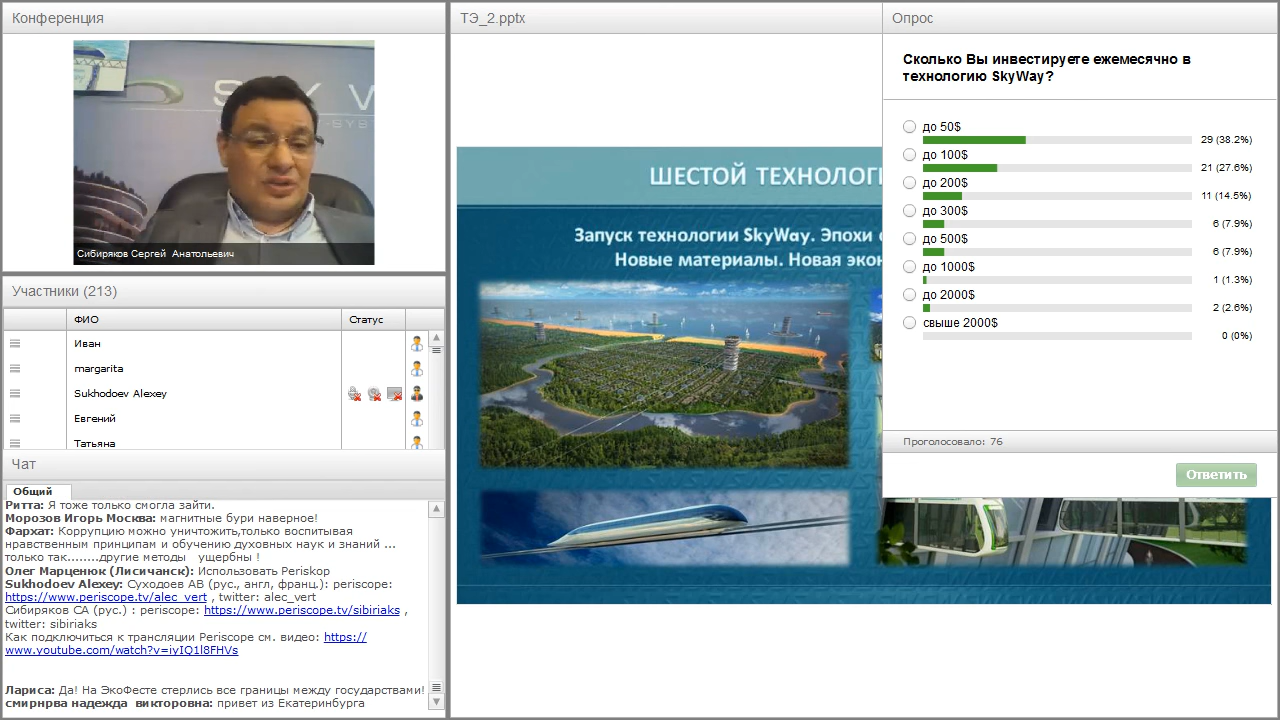 Конференция
SKY W
T-SYS
Сибиряков Сергей Анатольевич
Участники (213)
ФИО
Статус
Иван
margarita
Sukhodoev Alexey
Евгений
Татьяна
Чат
Общий
Ритта: Я тоже только смогла зайти.
Морозов Игорь Москва: магнитные бури наверное!
Фархат: Коррупцию можно уничтожить,только воспитывая
нравственным принципам и обучению духовных наук и знаний ...
только так........другие методы ущербны !
Олег Марценюк (Лисичанск): Использовать Periskop
Sukhodoev Alexey: Суходоев АВ (рус., англ, франц.): periscope:
https://www.periscope.tv/alec_vert , twitter: alec_vert
Сибиряков СА (рус.) : periscope: https://www.periscope.tv/sibiriaks ,
twitter: sibiriaks
Как подключиться к трансляции Periscope см. видео: https://
www.youtube.com/watch?v=iyIQ1l8FHVs
Лариса: Да! На ЭкоФесте стерлись все границы между государствами!
смирнрва надежда викторовна: привет из Екатеринбурга
ТЭ_2.pptx
ШЕСТОЙ ТЕХНОЛОГИ
Запуск технологии SkyWay. Эпохи
Новые материалы. Новая экон
Опрос
Сколько Вы инвестируете ежемесячно в
технологию SkyWay?
до 50$
29 (38.2%)
до 100$
21 (27.6%)
до 200$
11 (14.5%)
до 300$
6 (7.9%)
до 500$
6 (7.9%)
до 1000$
1 (1.3%)
до 2000$
2 (2.6%)
свыше 2000$
0 (0%)
Проголосовало: 76
Ответить